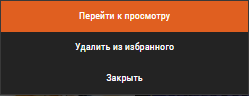 Перейти к просмотру
Удалить из избранного
Закрыть